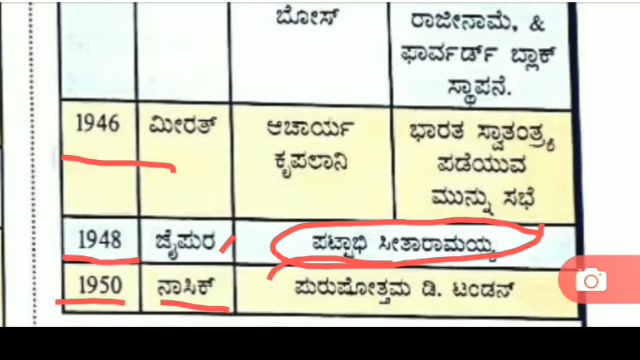 ಬೋಸ್ ರಾಜೀನಾಮೆ, &
ಫಾರ್ವರ್ಡ್ ಬ್ಲಾಕ್
ಸ್ಥಾಪನೆ.
1946 ಮೀರತ್ ಆಚಾರ್ಯ ಭಾರತ ಸ್ವಾತಂತ್ರ್ಯ
ಕೃಪಲಾನಿ ಪಡೆಯುವ
ಮುನ್ನು ಸಭೆ
1948 ಜೈಪುರ ಪಟ್ಟಾಭಿ ಸೀತಾರಾಮಯ್ಯ
1950 ನಾಸಿಕ್ ಪುರುಷೋತ್ತಮ ಡಿ. ಟಂಡನ್